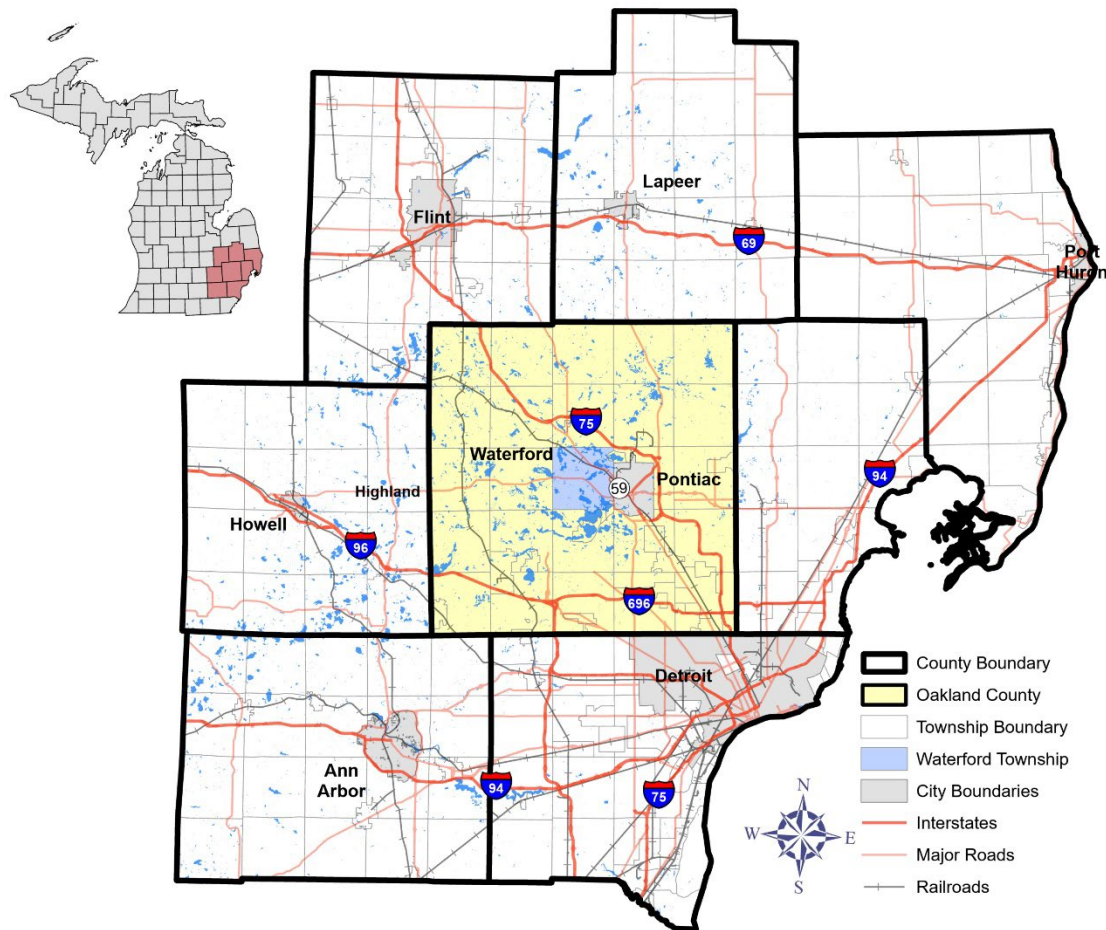 Lapeer
Flint
69
Port
Huron
75
Waterford
59
Pontiac
94
Highland
Howell
96
696
Detroit
Ann
Arbor
94
75
County Boundary
Oakland County
Township Boundary
Waterford Township
City Boundaries
Interstates
Major Roads
Railroads
N
W
E
S